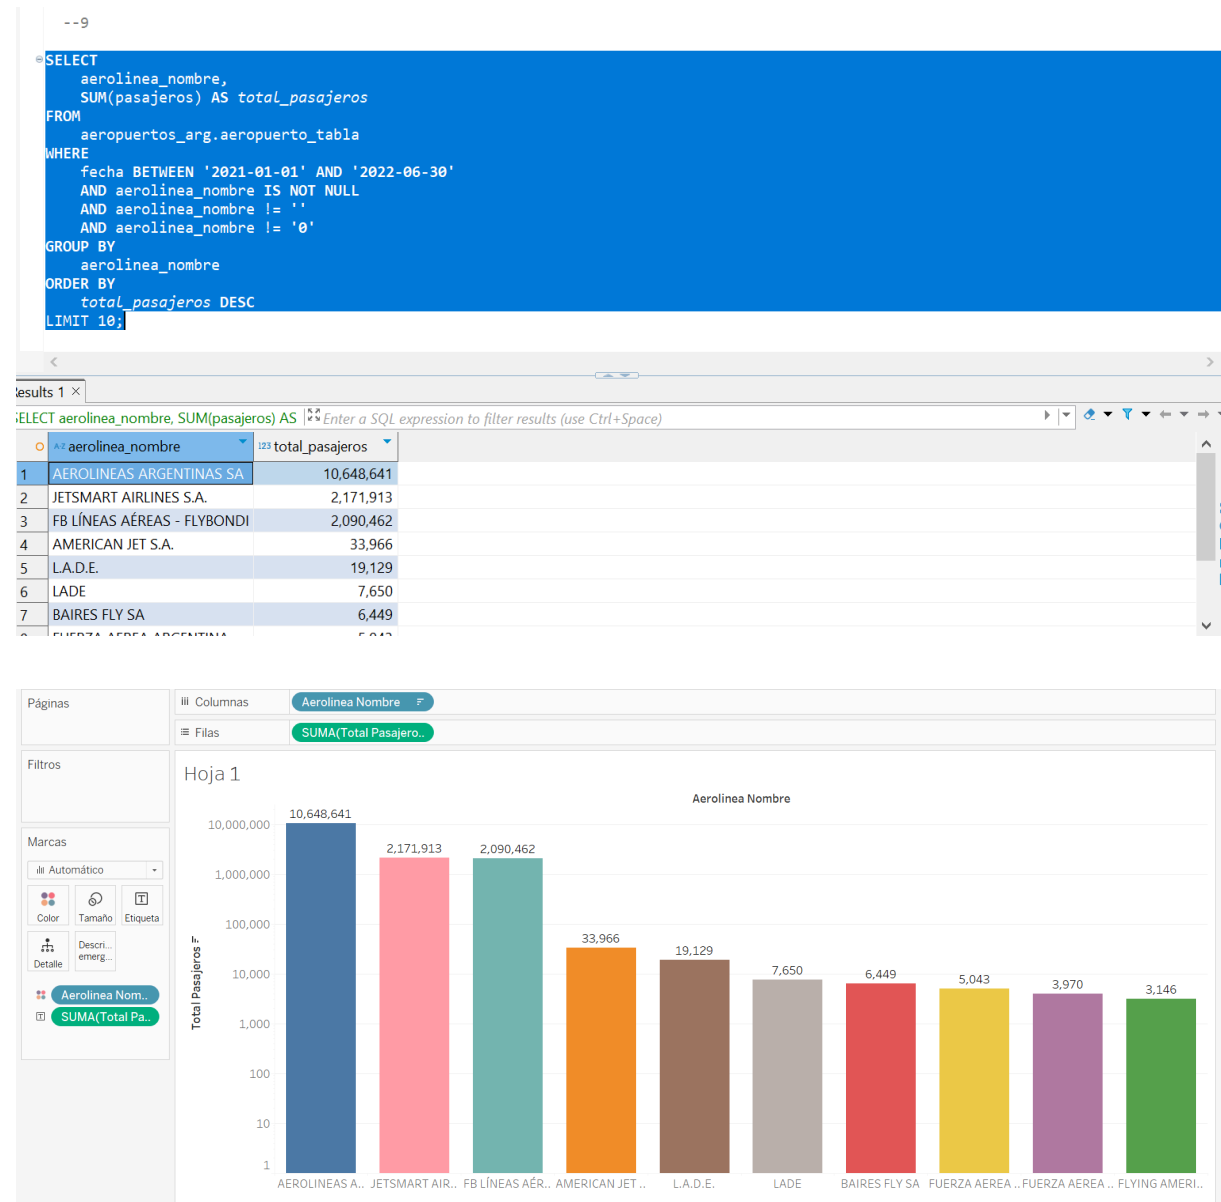 --9
SELECT
aerolinea_nombre,
SUM(pasajeros) AS total_pasajeros
FROM
aeropuertos_arg.aeropuerto_tabla
WHERE
fecha BETWEEN '2021-01-01' AND '2022-06-30'
AND aerolinea_nombre IS NOT NULL
AND aerolinea_nombre != ''
AND aerolinea_nombre != '0'
GROUP BY
aerolinea_nombre
ORDER BY
total_pasajeros DESC
LIMIT 10;
Results 1
SELECT aerolinea_nombre, SUM(pasajeros) AS Enter a SQL expression to filter results (use Ctrl+Space)
A-Z aerolinea_nombre 123 total_pasajeros
1 AEROLINEAS ARGENTINAS SA 10,648,641
2 JETSMART AIRLINES S.A. 2,171,913
3 FB LÍNEAS AÉREAS - FLYBONDI 2,090,462
4 AMERICAN JET S.A. 33,966
5 L.A.D.E. 19,129
6 LADE 7,650
7 BAIRES FLY SA 6,449
FUERZA AEREA ARGENTINA 5,043
Páginas
Columnas
Aerolinea Nombre
Filas
SUMA(Total Pasajero..
Filtros
Marcas
Automático
Color Tamaño Etiqueta
Detalle Descri...
emerg...
Aerolinea Nom..
SUMA(Total Pa..
Hoja 1
Aerolinea Nombre
Total Pasajeros
10,000,000
1,000,000
100,000
10,000
1,000
100
10
1
10,648,641
2,171,913
2,090,462
33,966
19,129
7,650
6,449
5,043
3,970
3,146
AEROLINEAS A.. JETSMART AIR.. FB LÍNEAS AÉR.. AMERICAN JET .. L.A.D.E. LADE BAIRES FLY SA FUERZA AEREA .. FUERZA AEREA .. FLYING AMERI..